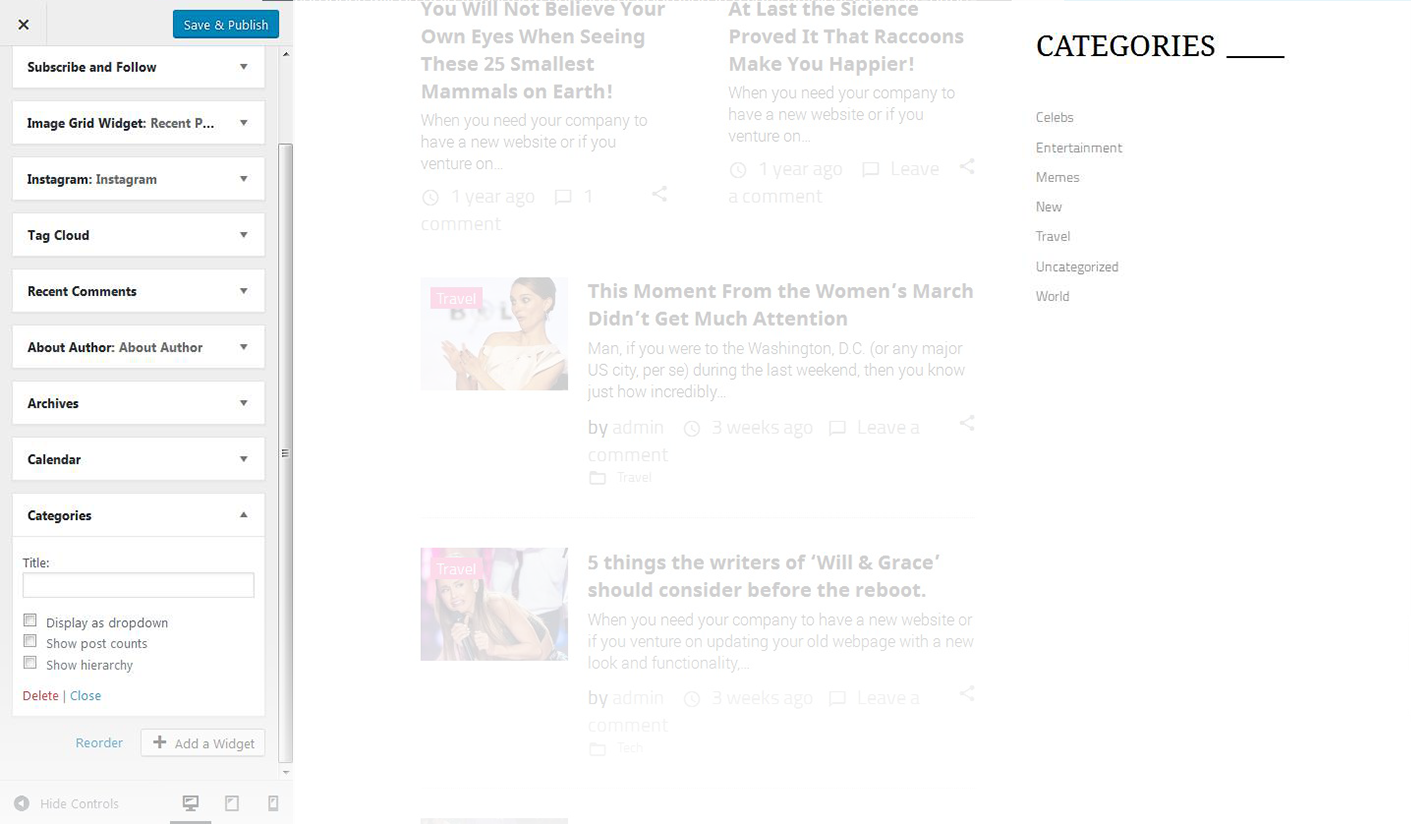 Save & Publish
Subscribe and Follow
Image Grid Widget: Recent P...
Instagram: Instagram
Tag Cloud
Recent Comments
About Author: About Author
Archives
Calendar
Categories
Title:
Display as dropdown
Show post counts
Show hierarchy
Delete | Close
Reorder
Add a Widget
Hide Controls
You Will Not Believe Your
Own Eyes When Seeing
These 25 Smallest
Mammals on Earth!
When you need your company to
have a new website or if you
venture on...
1 year ago 1
comment
At Last the Sicience
Proved It That Raccoons
Make You Happier!
When you need your company to
have a new website or if you
venture on...
1 year ago Leave
a comment
Travel
This Moment From the Women’s March
Didn’t Get Much Attention
Man, if you were to the Washington, D.C. (or any major
US city, per se) during the last weekend, then you know
just how incredibly...
by admin 3 weeks ago Leave a
comment
Travel
Travel
5 things the writers of ‘Will & Grace’
should consider before the reboot.
When you need your company to have a new website or
if you venture on updating your old webpage with a new
look and functionality,...
by admin 3 weeks ago Leave a
comment
Tech
CATEGORIES
Celebs
Entertainment
Memes
New
Travel
Uncategorized
World